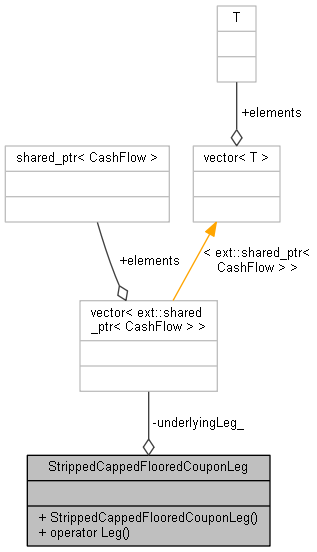 T
+elements
shared_ptr< CashFlow >
vector< T >
+elements
< ext::shared_ptr<
CashFlow > >
vector< ext::shared
_ptr< CashFlow > >
-underlyingLeg_
StrippedCappedFlooredCouponLeg
+ StrippedCappedFlooredCouponLeg()
+ operator Leg()